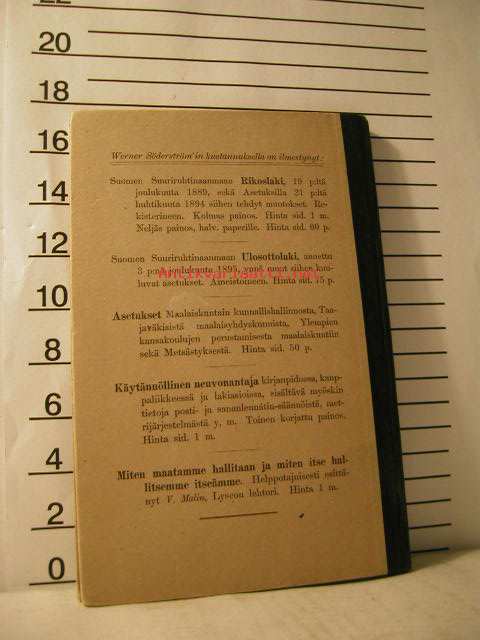 22
20
18
16
14
12
10
8
6
4
2
0
Werner Söderström'in kustannuksella on ilmestynyt:
Suomen Suuriruhtinaanmaan Rikoslaki, 19 p:ltä
joulukuuta 1889, sekä Asetuksilla 21 p:ltä
huhtikuuta 1894 siihen tehdyt muutokset. Re-
kisterineen. Kolmas painos. Hinta sid. 1 m.
Neljäs painos, halv. paperille. Hinta sid. 60 p.
Suomen Suuriruhtinaanmaan Ulosottolaki, annettu
3 p:nä joulukuuta 1895, ynnä muut siihen kuu-
luvat asetukset. Aineistoineen. Hinta sid. 75 p.
Antikvariaatti.net
Asetukset Maalaiskuntain kunnallishallinnosta, Taa-
javäkisistä maalaisyhdyskunnista, Ylempien
kansakoulujen perustamisesta maalaiskuntiin
sekä Metsästyksestä. Hinta sid. 50 p.
Käytännöllinen neuvonantaja kirjanpidossa, kaup-
paliikkeessä ja lakiasioissa, sisältävä myöskin
tietoja posti- ja sananlennätin-säännöistä, met-
rijärjestelmästä y. m. Toinen korjattu painos.
Hinta sid. 1 m.
Miten maatamme hallitaan ja miten itse hal-
litsemme itseämme. Helppotajuisesti esittä-
nyt V. Malin, Lyseon lehtori. Hinta 1 m.